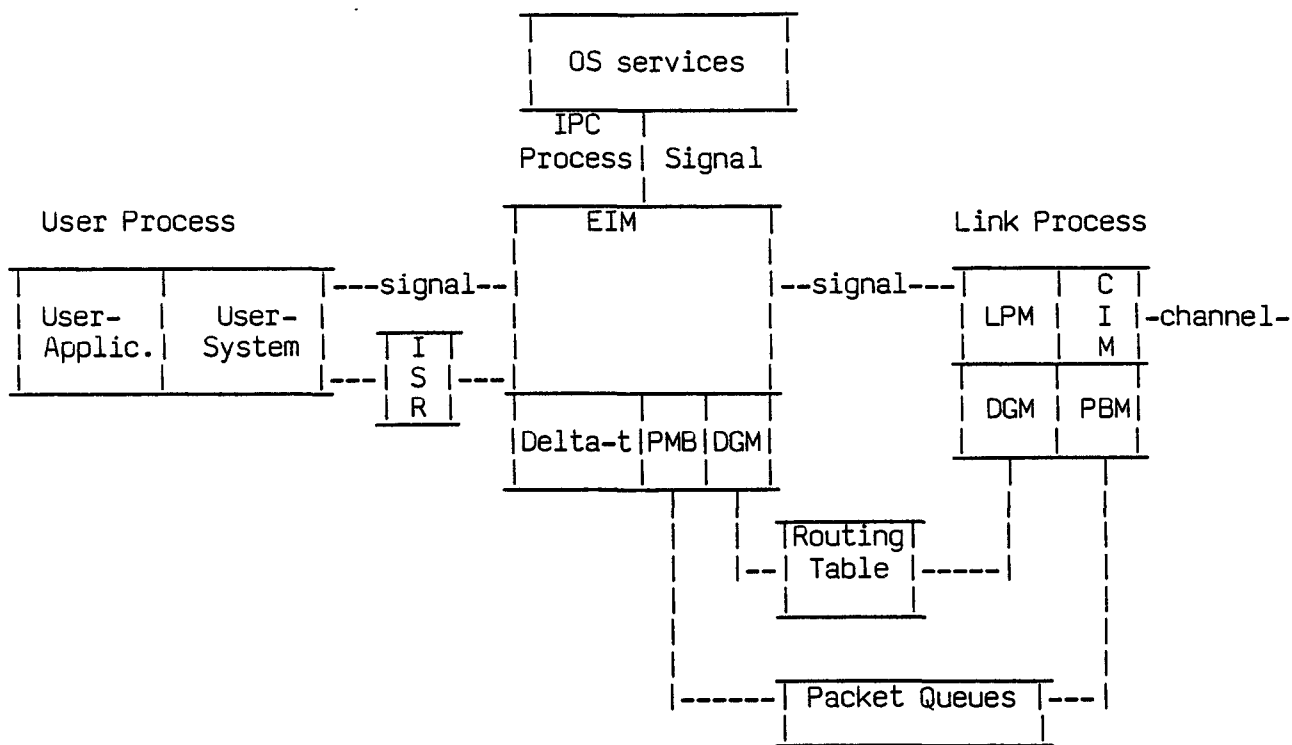 OS services
IPC
Process Signal
User Process
EIM
Link Process
signal
signal
User-
Applic.
User-
System
I
S
R
LPM
C
I
M
channel
Delta-t
PMB
DGM
DGM
PBM
Routing
Table
Packet Queues